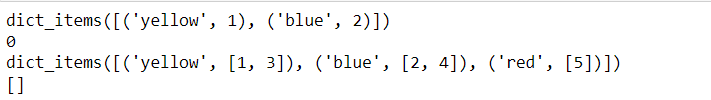 dict_items([('yellow', 1), ('blue', 2)])
0
dict_items([('yellow', [1, 3]), ('blue', [2, 4]), ('red', [5])])
[]